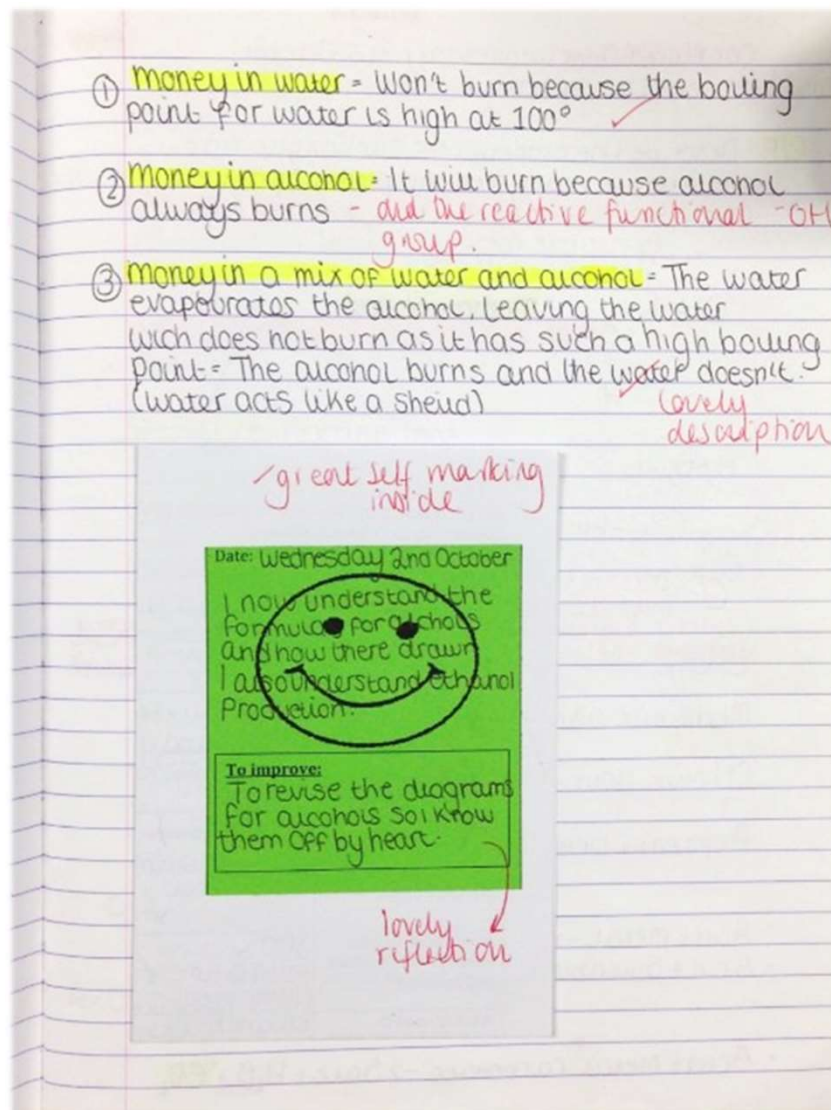 ① Money in water = Won't burn because the boiling
point for water is high at 100°
② Money in alcohol = It will burn because alcohol
always burns - and the reactive functional -OH
group.
③ Money in a mix of water and alcohol = The water
evapourates the alcohol. Leaving the water
wich does not burn as it has such a high boiling
point = The alcohol burns and the water doesn't.
(water acts like a sheild)
lovely
description
great self marking
inside
Date: Wednesday 2nd October
I now understand the
formulas for alchols
and how there drawn
I also understand ethanol
Production.
To improve:
To revise the diagrams
for alcohols so I know
them off by heart.
lovely
reflection